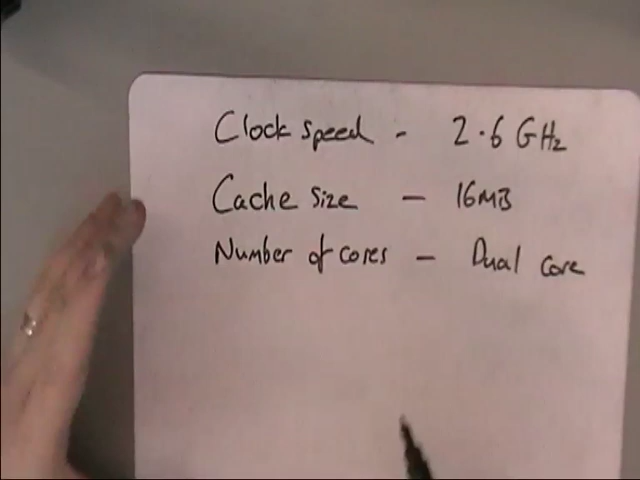 Clock speed - 2.6 GHz
Cache size - 16MB
Number of cores - Dual core